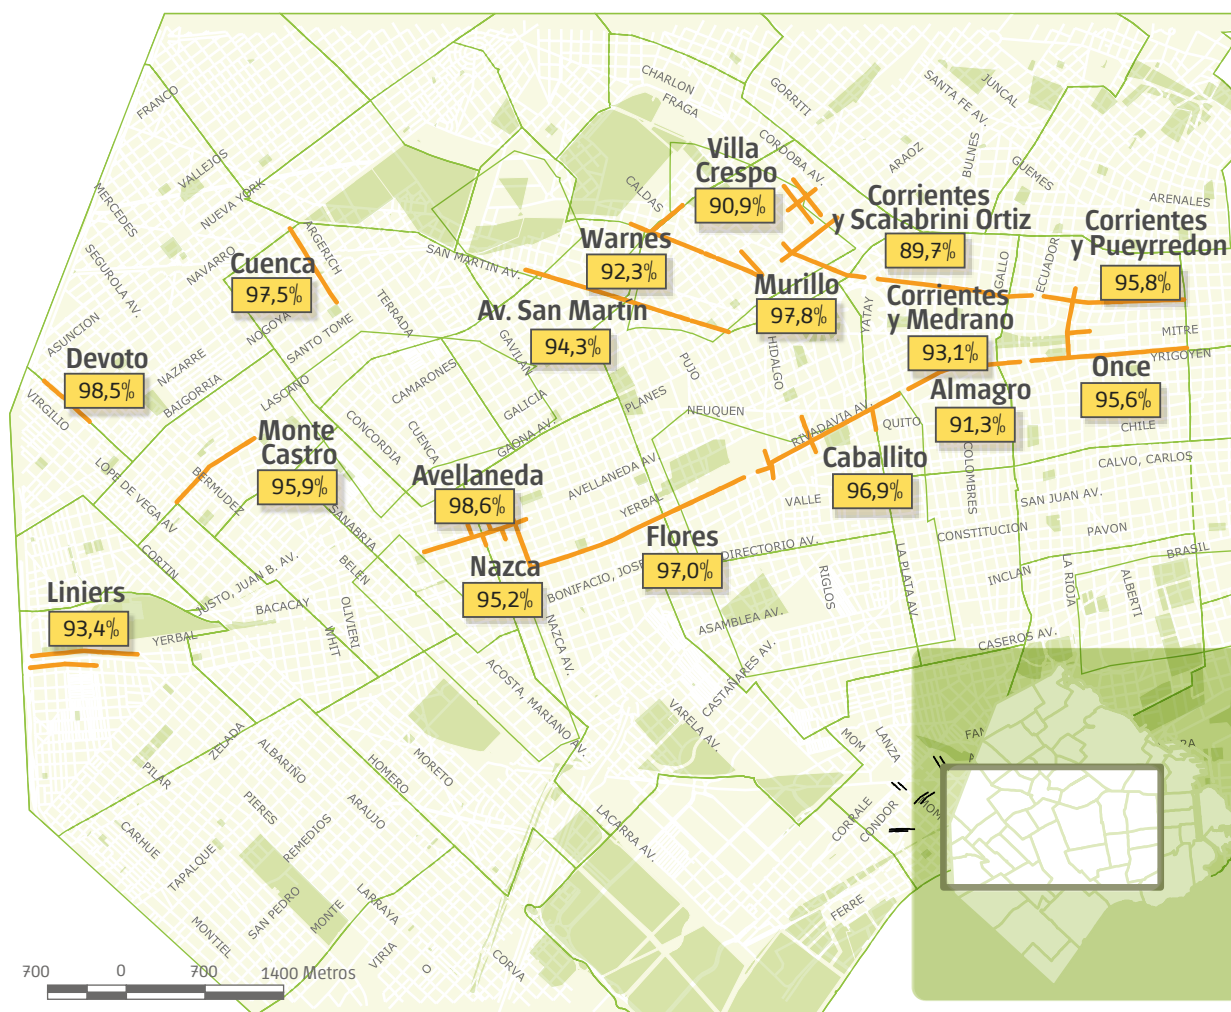 CHARLON
FRAGA
GORRITI
SANTA FE AV.
JUNCAL
FRANCO
CORDOBA AV.
ARAOZ
BULNES
GUEMES
ARENALES
VALLEJOS
NUEVA YORK
MERCEDES
CALDAS
Villa
Crespo
90,9%
Corrientes
y Scalabrini Ortiz
89,7%
Corrientes
y Pueyrredon
95,8%
SEGUROLA AV.
NAVARRO
ARGERICH
SAN MARTIN AV.
Warnes
92,3%
GALLO
ECUADOR
Cuenca
97,5%
Murillo
97,8%
YATAY
Corrientes
y Medrano
93,1%
MITRE
YRIGOYEN
ASUNCION
NOGOYA
SANTO TOME
TERRADA
Av. San Martin
94,3%
GAVILAN
PUJO
HIDALGO
Devoto
98,5%
NAZARRE
BAIGORRIA
LASCANO
CAMARONES
GALICIA
PLANES
NEUQUEN
Almagro
91,3%
Once
95,6%
CHILE
VIRGILIO
CONCORDIA
CUENCA
GAONA AV.
RIVADAVIA AV.
QUITO
COLOMBRES
Monte
Castro
95,9%
LOPE DE VEGA AV
BERMUDEZ
SANABRIA
Avellaneda
98,6%
AVELLANEDA AV.
YERBAL
Caballito
96,9%
VALLE
CALVO, CARLOS
SAN JUAN AV.
CONSTITUCION
PAVON
BRASIL
CORTIN
JUSTO, JUAN B. AV.
BELEN
Nazca
95,2%
BONIFACIO, JOSE
Flores
97,0%
DIRECTORIO AV.
RIGLOS
LA PLATA AV.
INCLAN
LA RIOJA
ALBERTI
Liniers
93,4%
YERBAL
BACACAY
WHIT
OLIVIERI
NAZCA AV.
ASAMBLEA AV.
CASEROS AV.
ACOSTA, MARIANO AV.
CASTAÑARES AV.
VARELA AV.
MOM
LANZA
FAM
ZELADA
ALBARIÑO
PILAR
HOMERO
MORETO
PIERES
ARAUJO
REMEDIOS
CARHUE
TAPALQUE
LACARRA AV.
CORRALE
CONDOR
MOM
SAN PEDRO
MONTE
LARRAYA
MONTIEL
VIRIA
O
CORVA
FERRE
700 0 700 1400 Metros